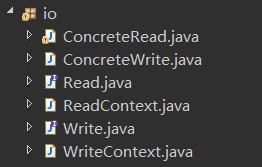 io
ConcreteRead.java
ConcreteWrite.java
Read.java
ReadContext.java
Write.java
WriteContext.java